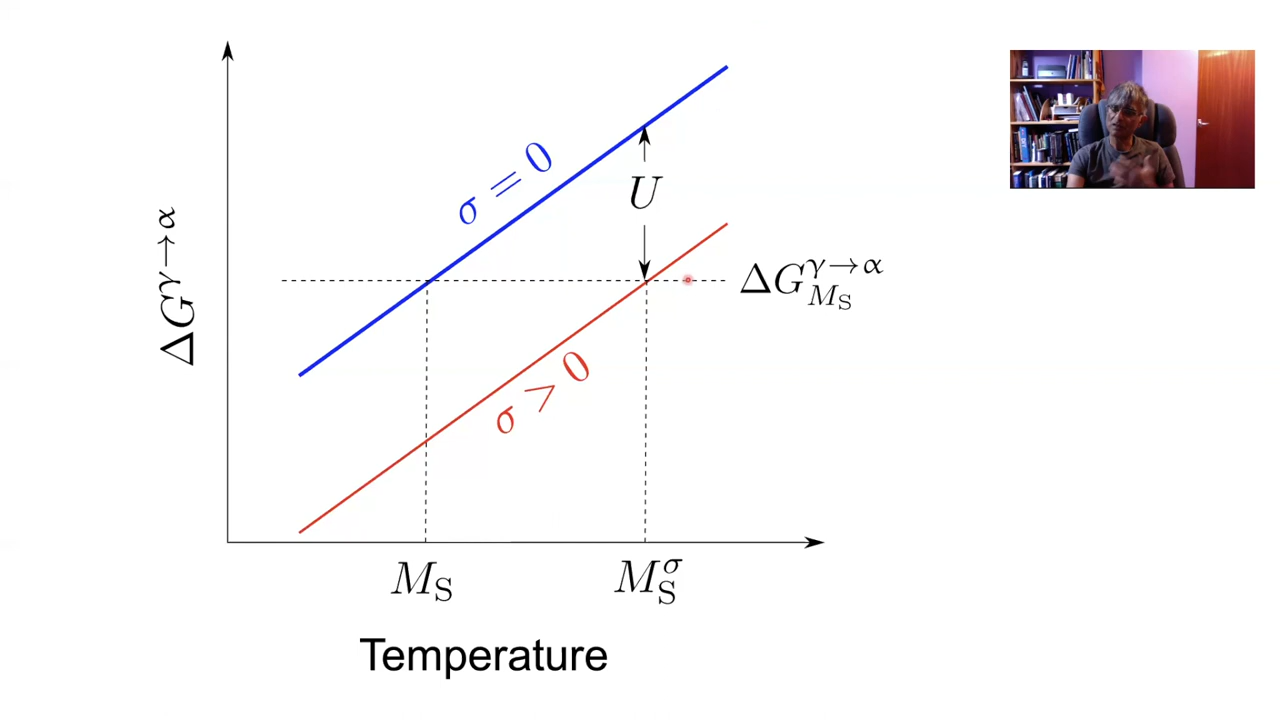 σ = 0
U
ΔG^{γ→α}
ΔG^{γ→α}_{M_S}
σ > 0
M_S
M_S^σ
Temperature